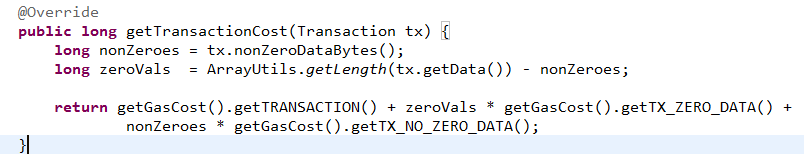 @Override
public long getTransactionCost(Transaction tx) {
    long nonZeroes = tx.nonZeroDataBytes();
    long zeroVals  = ArrayUtils.getLength(tx.getData()) - nonZeroes;

    return getGasCost().getTRANSACTION() + zeroVals * getGasCost().getTX_ZERO_DATA() +
            nonZeroes * getGasCost().getTX_NO_ZERO_DATA();
}